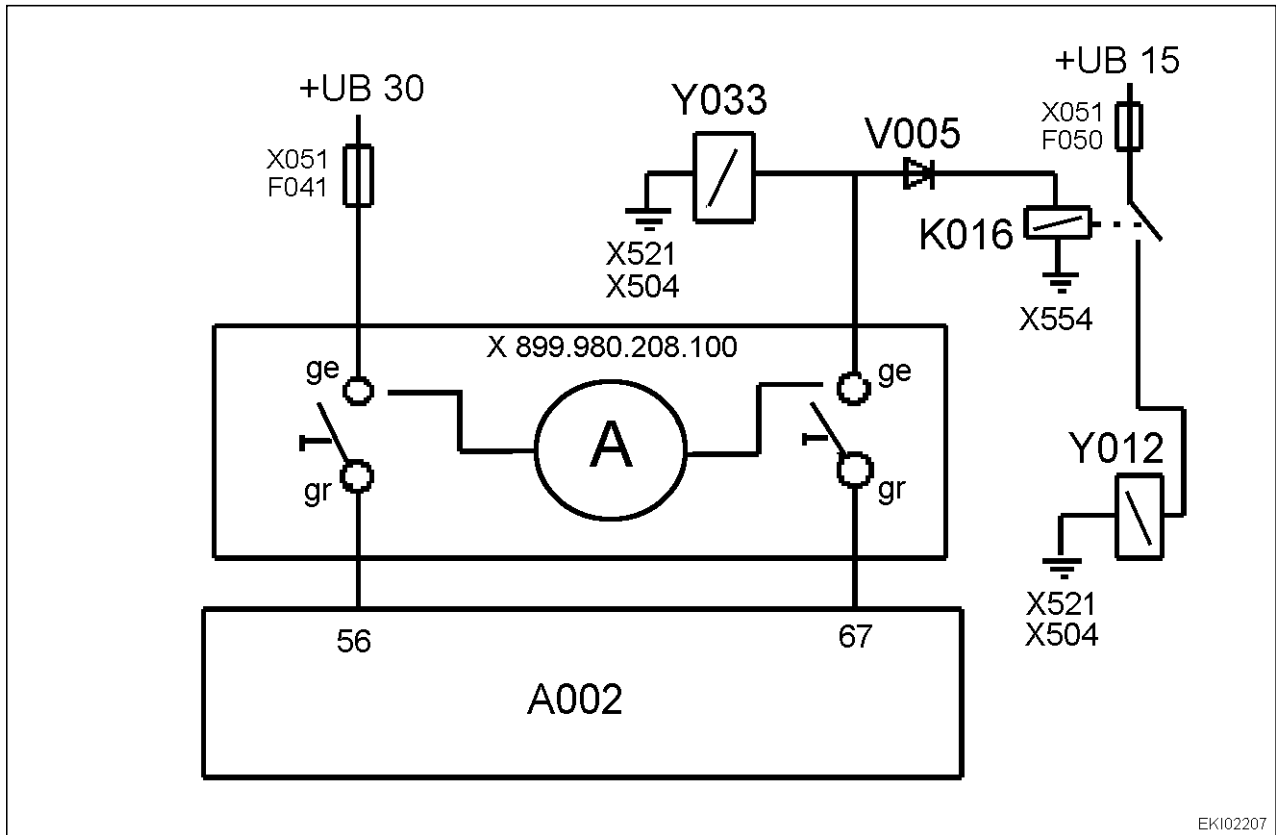 +UB 30
X051
F041
Y033
V005
+UB 15
X051
F050
K016
X521
X504
X554
X 899.980.208.100
ge
ge
A
gr
gr
Y012
X521
X504
56
67
A002
EKI02207